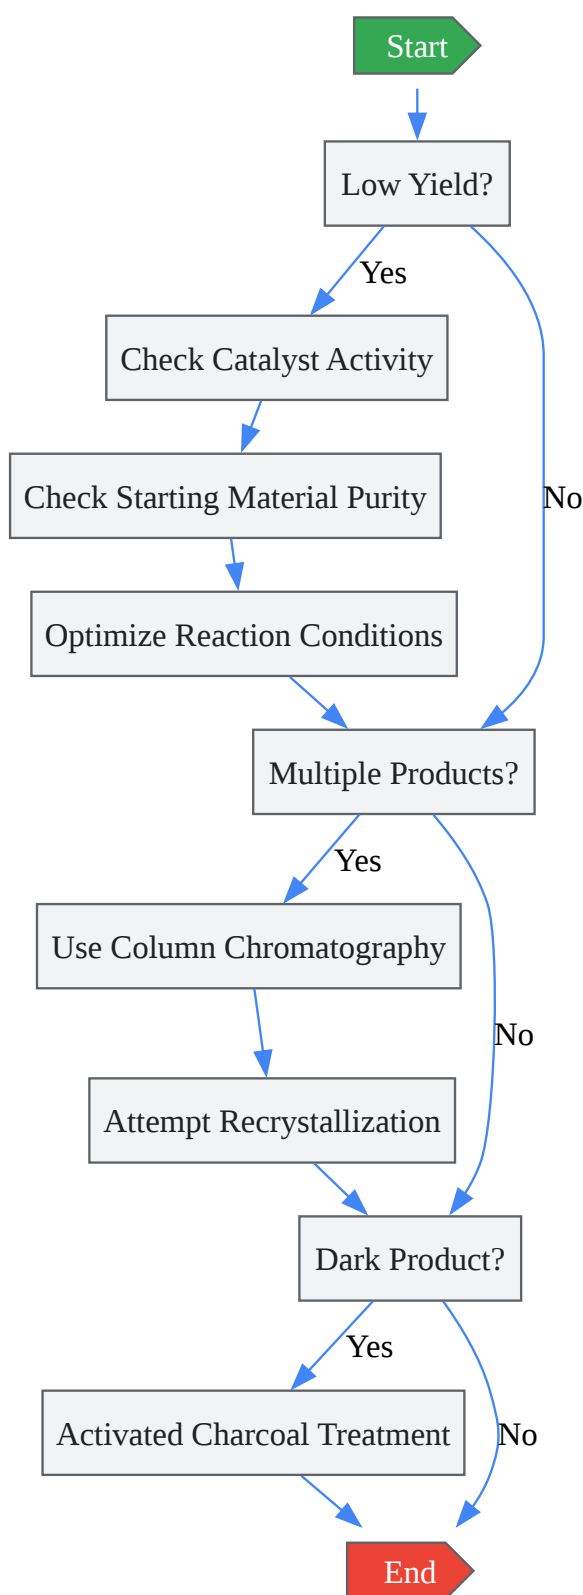 Start
Low Yield?
Yes
Check Catalyst Activity
Check Starting Material Purity
No
Optimize Reaction Conditions
Multiple Products?
Yes
Use Column Chromatography
No
Attempt Recrystallization
Dark Product?
Yes
Activated Charcoal Treatment
No
End